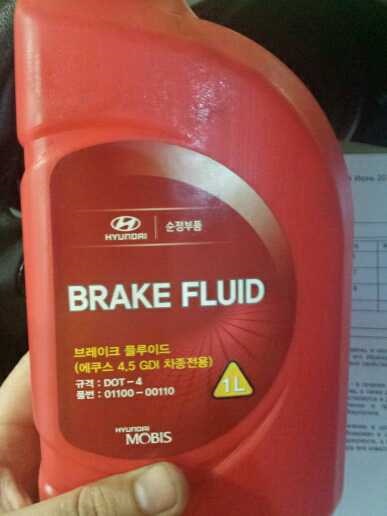 HYUNDAI
순정부품
BRAKE FLUID
브레이크 플루이드
(에쿠스 4,5 GDI 차종전용)
규격 : DOT-4
품번 : 01100-00110
1L
HYUNDAI
MOBIS